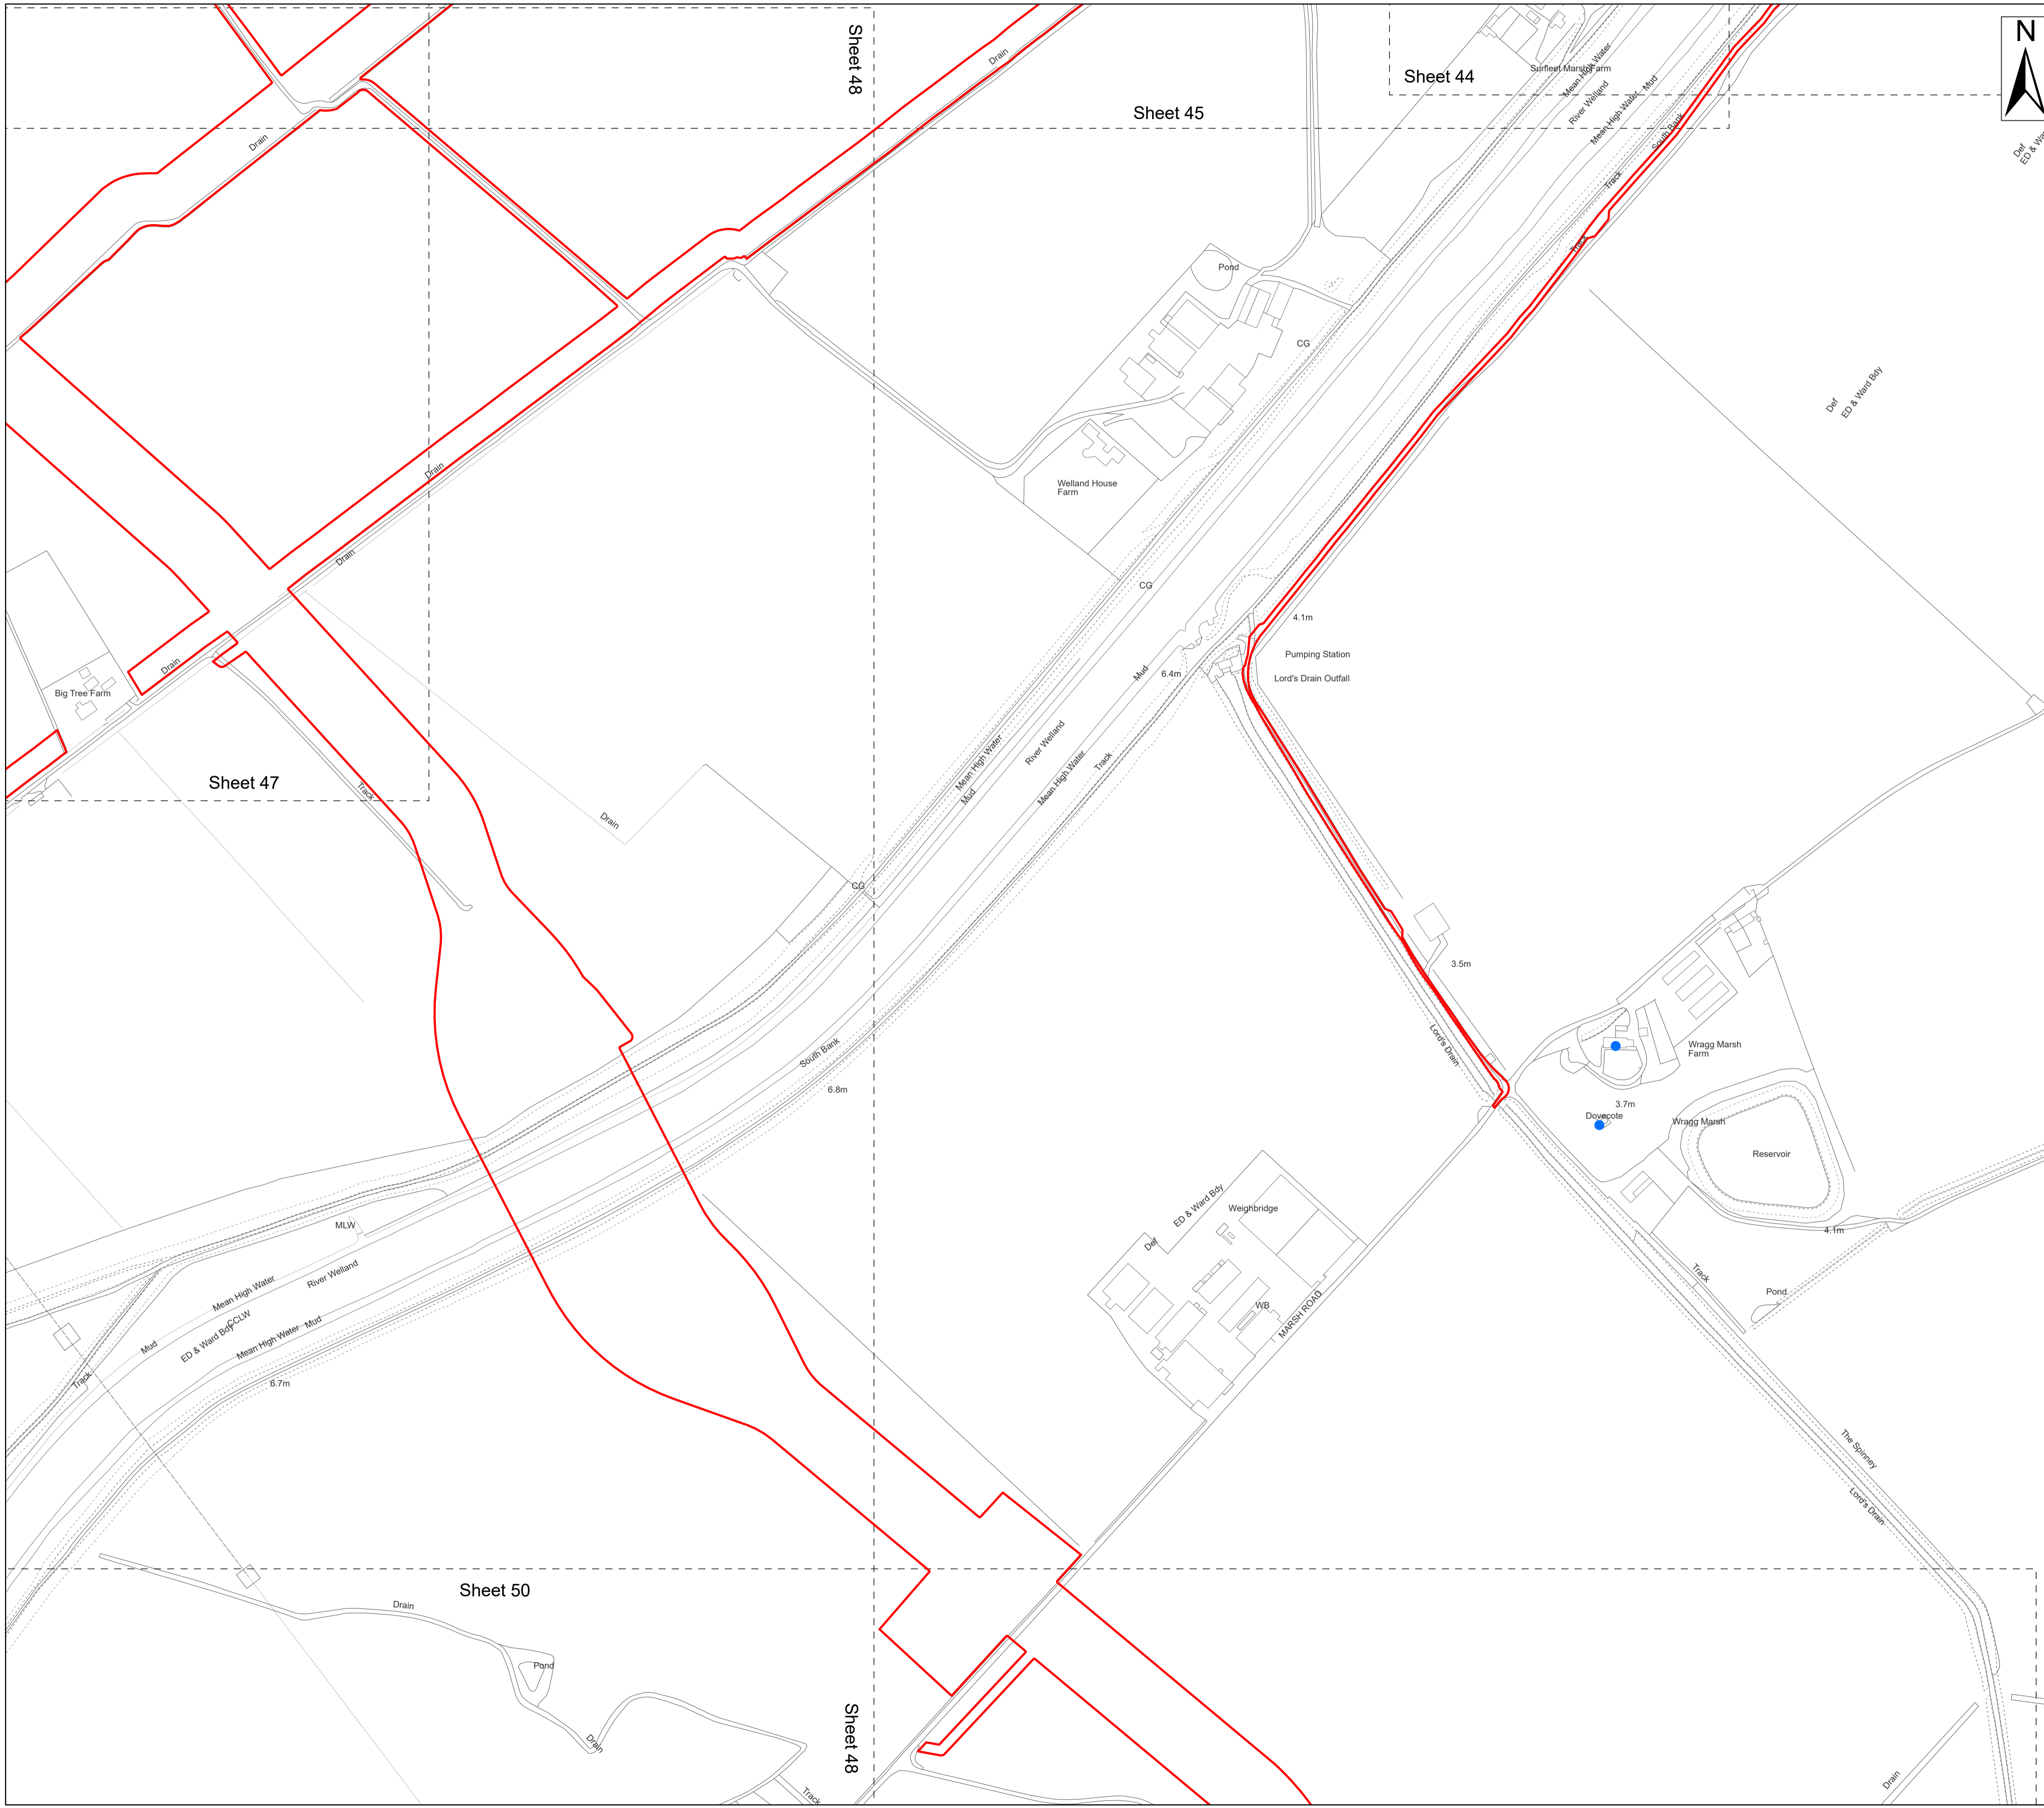 N
Sheet 48
Sheet 45
Sheet 44
Drain
Drain
Surfleet Marsh Farm
Mean High Water
River Welland
Mean High Water
Mud
South Bank
Track
Track
Def
Pond
CG
Def
ED & Ward Bdy
Drain
Welland House
Farm
Drain
CG
4.1m
Pumping Station
Lord's Drain Outfall
6.4m
Mud
Drain
Big Tree Farm
Sheet 47
Track
Drain
Mean High Water
Mud
River Welland
Mean High Water
Track
CG
3.5m
Lord's Drain
Wragg Marsh
Farm
3.7m
Dovecote
Wragg Marsh
Reservoir
South Bank
6.8m
4.1m
Track
Pond
MLW
River Welland
Mean High Water
CCLW
ED & Ward Bdy
Mean High Water
Mud
Mud
Track
6.7m
ED & Ward Bdy
Def
Weighbridge
WB
MARSH ROAD
The Spinney
Lord's Drain
Sheet 50
Drain
Pond
Drain
Track
Sheet 48
Drain